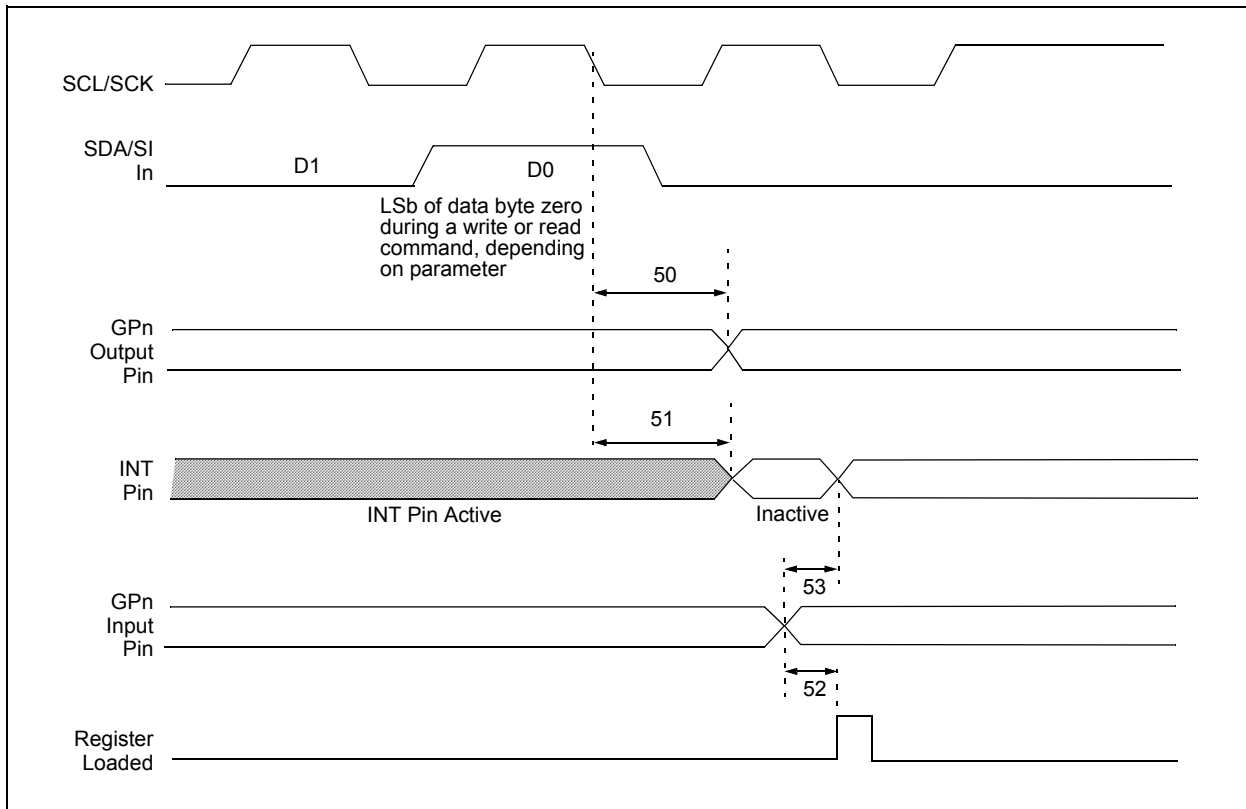 SCL/SCK
SDA/SI
In
D1
D0
LSb of data byte zero
during a write or read
command, depending
on parameter
50
GPn
Output
Pin
51
INT
Pin
INT Pin Active
Inactive
53
GPn
Input
Pin
52
Register
Loaded